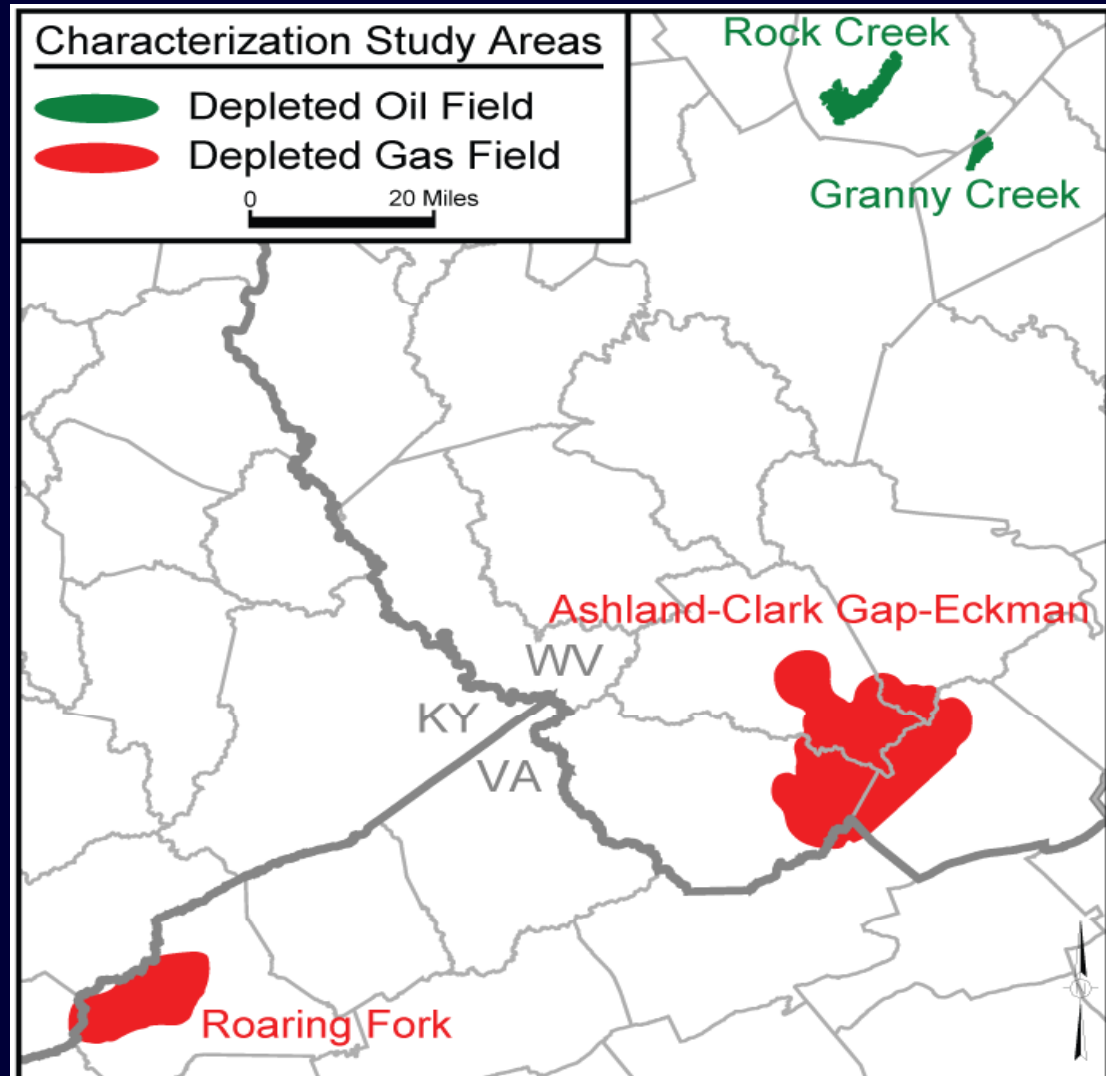 Characterization Study Areas
Depleted Oil Field
Depleted Gas Field
0 20 Miles
Rock Creek
Granny Creek
Ashland-Clark Gap-Eckman
WV
KY
VA
Roaring Fork
N